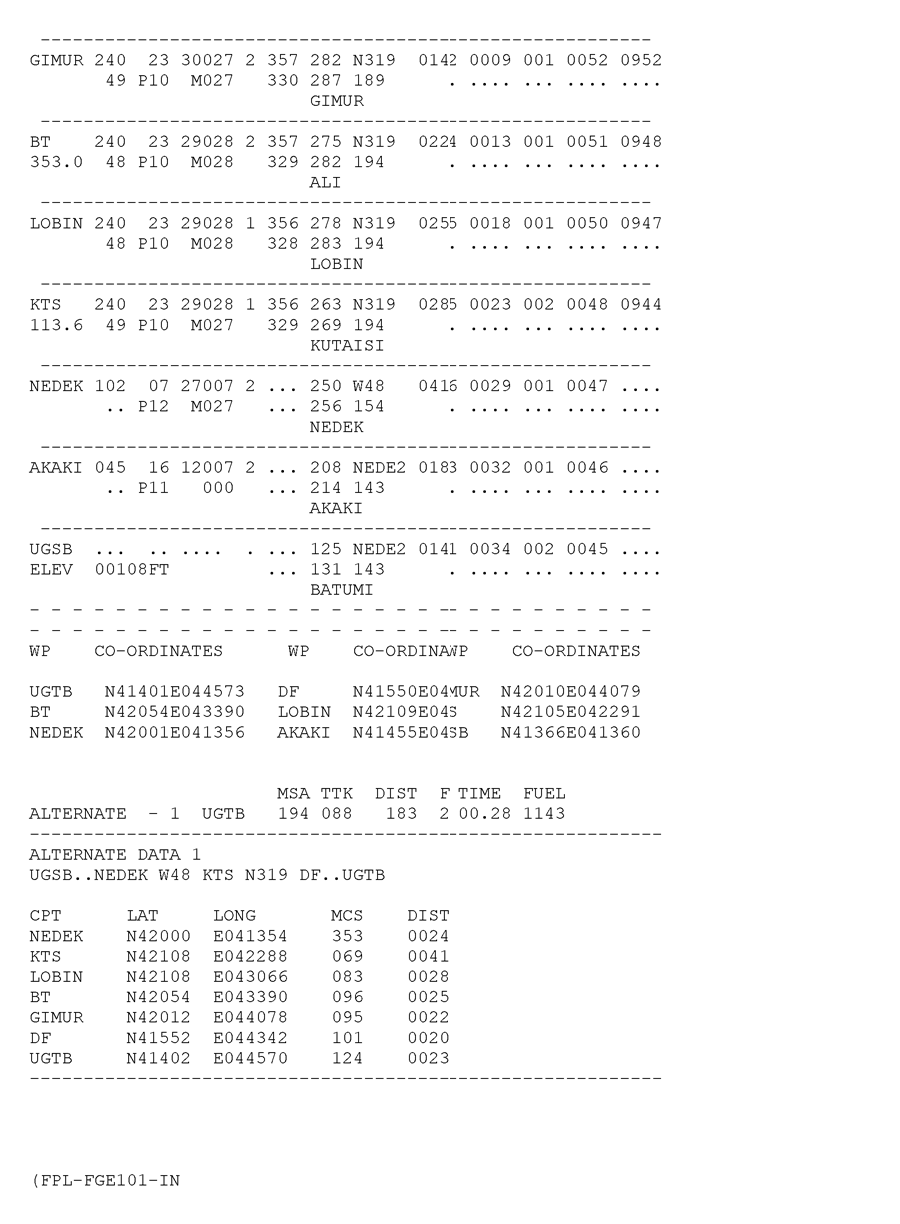 ------------------------------------------------------------
GIMUR 240  23 30027 2 357 282 N319  0142 0009 001 0052 0952
       49 P10  M027   330 287 189      . .... ... .... ....
                          GIMUR
------------------------------------------------------------
BT    240  23 29028 2 357 275 N319  0224 0013 001 0051 0948
353.0  48 P10  M028   329 282 194      . .... ... .... ....
                          ALI
------------------------------------------------------------
LOBIN 240  23 29028 1 356 278 N319  0255 0018 001 0050 0947
       48 P10  M028   328 283 194      . .... ... .... ....
                          LOBIN
------------------------------------------------------------
KTS   240  23 29028 1 356 263 N319  0285 0023 002 0048 0944
113.6  49 P10  M027   329 269 194      . .... ... .... ....
                          KUTAISI
------------------------------------------------------------
NEDEK 102  07 27007 2 ... 250 W48   0416 0029 001 0047 ....
       .. P12  M027   ... 256 154      . .... ... .... ....
                          NEDEK
------------------------------------------------------------
AKAKI 045  16 12007 2 ... 208 NEDE2 0183 0032 001 0046 ....
       .. P11   000   ... 214 143      . .... ... .... ....
                          AKAKI
------------------------------------------------------------
UGSB  ...  .. ....  . ... 125 NEDE2 0141 0034 002 0045 ....
ELEV  00108FT         ... 131 143      . .... ... .... ....
                          BATUMI
- - - - - - - - - - - - - - - - - - - -- - - - - - - - - -
- - - - - - - - - - - - - - - - - - - -- - - - - - - - - -
WP    CO-ORDINATES      WP    CO-ORDINAWP    CO-ORDINATES
UGTB   N41401E044573   DF     N41550E04MUR  N42010E044079
BT     N42054E043390   LOBIN  N42109E04S    N42105E042291
NEDEK  N42001E041356   AKAKI  N41455E04SB   N41366E041360
                       MSA TTK  DIST  F TIME  FUEL
ALTERNATE  - 1  UGTB   194 088   183  2 00.28 1143
------------------------------------------------------------
ALTERNATE DATA 1
UGSB..NEDEK W48 KTS N319 DF..UGTB
CPT      LAT     LONG       MCS    DIST
NEDEK    N42000  E041354    353    0024
KTS      N42108  E042288    069    0041
LOBIN    N42108  E043066    083    0028
BT       N42054  E043390    096    0025
GIMUR    N42012  E044078    095    0022
DF       N41552  E044342    101    0020
UGTB     N41402  E044570    124    0023
------------------------------------------------------------
(FPL-FGE101-IN